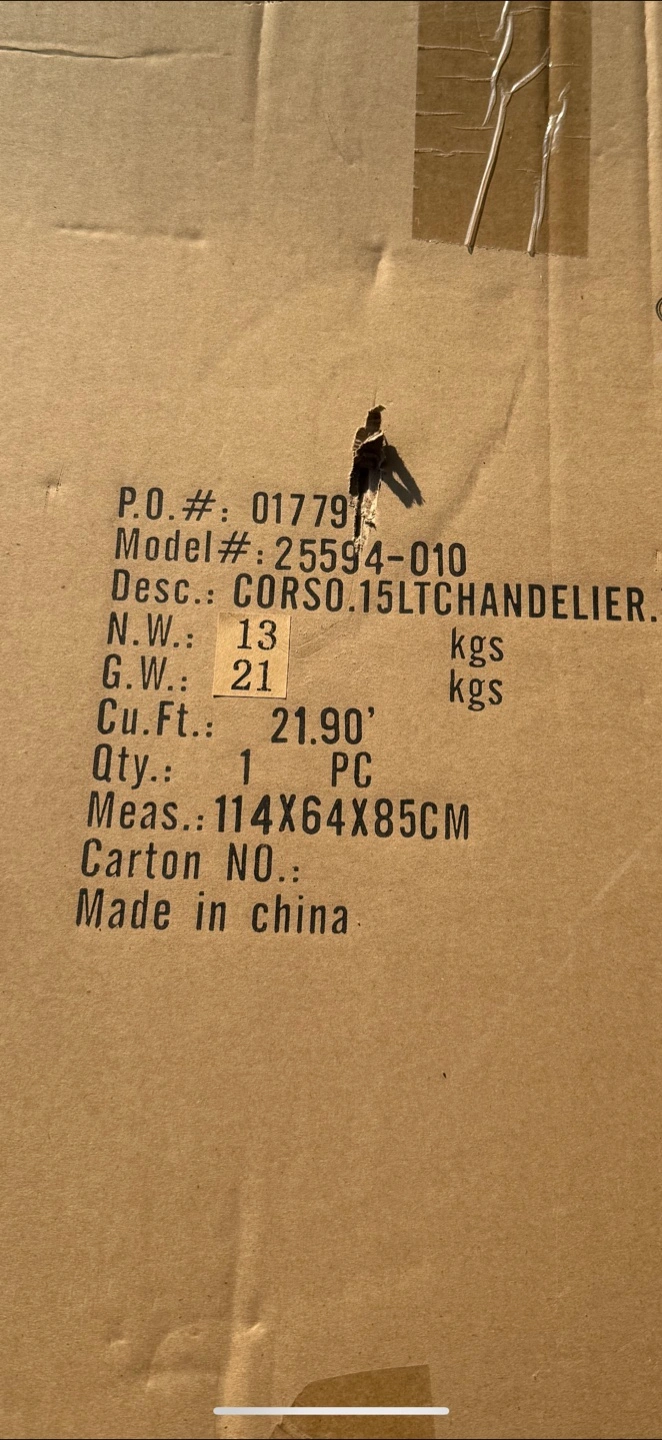 P.O.#: 01779
Model#:25594-010
Desc.: CORSO.15LTCHANDELIER.
N.W.: 13 kgs
G.W.: 21 kgs
Cu.Ft.: 21.90'
Qty.: 1 PC
Meas.:114X64X85CM
Carton NO.:
Made in china